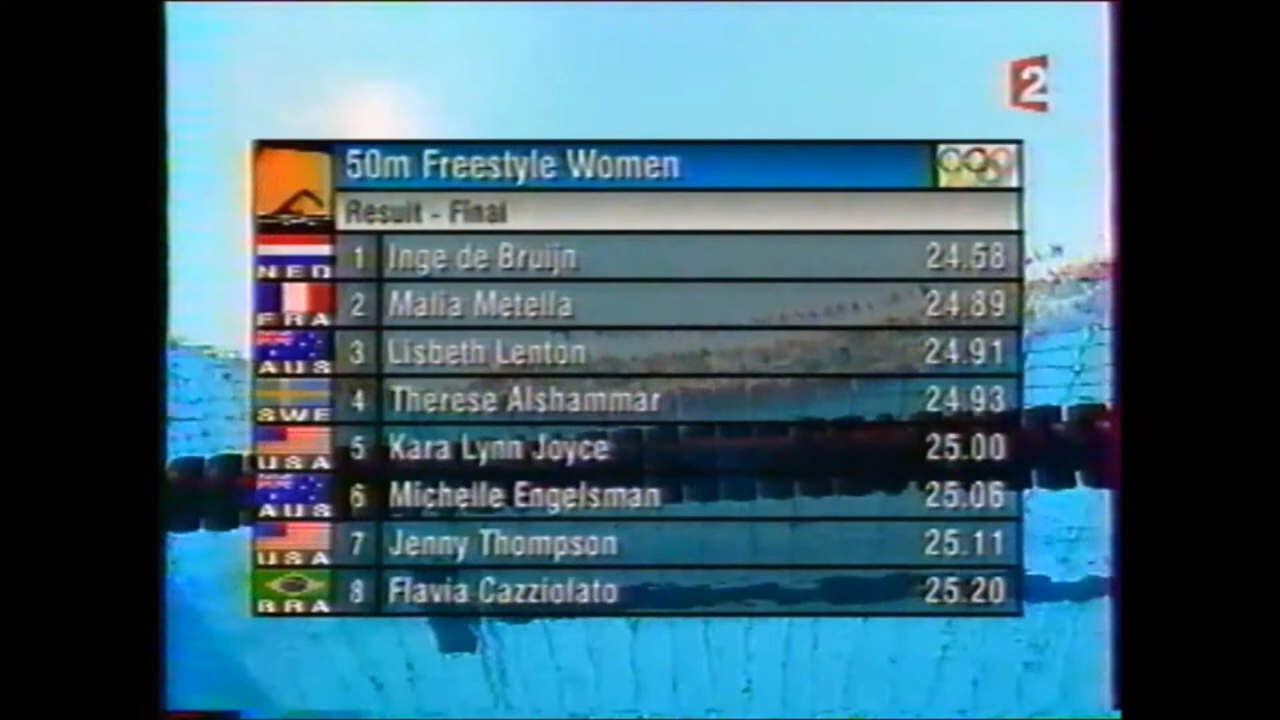 2
50m Freestyle Women
Result - Final
NED 1 Inge de Bruijn 24.58
FRA 2 Malia Metella 24.89
AUS 3 Lisbeth Lenton 24.91
SWE 4 Therese Alshammar 24.93
USA 5 Kara Lynn Joyce 25.00
AUS 6 Michelle Engelsman 25.06
USA 7 Jenny Thompson 25.11
BRA 8 Flavia Cazziolato 25.20